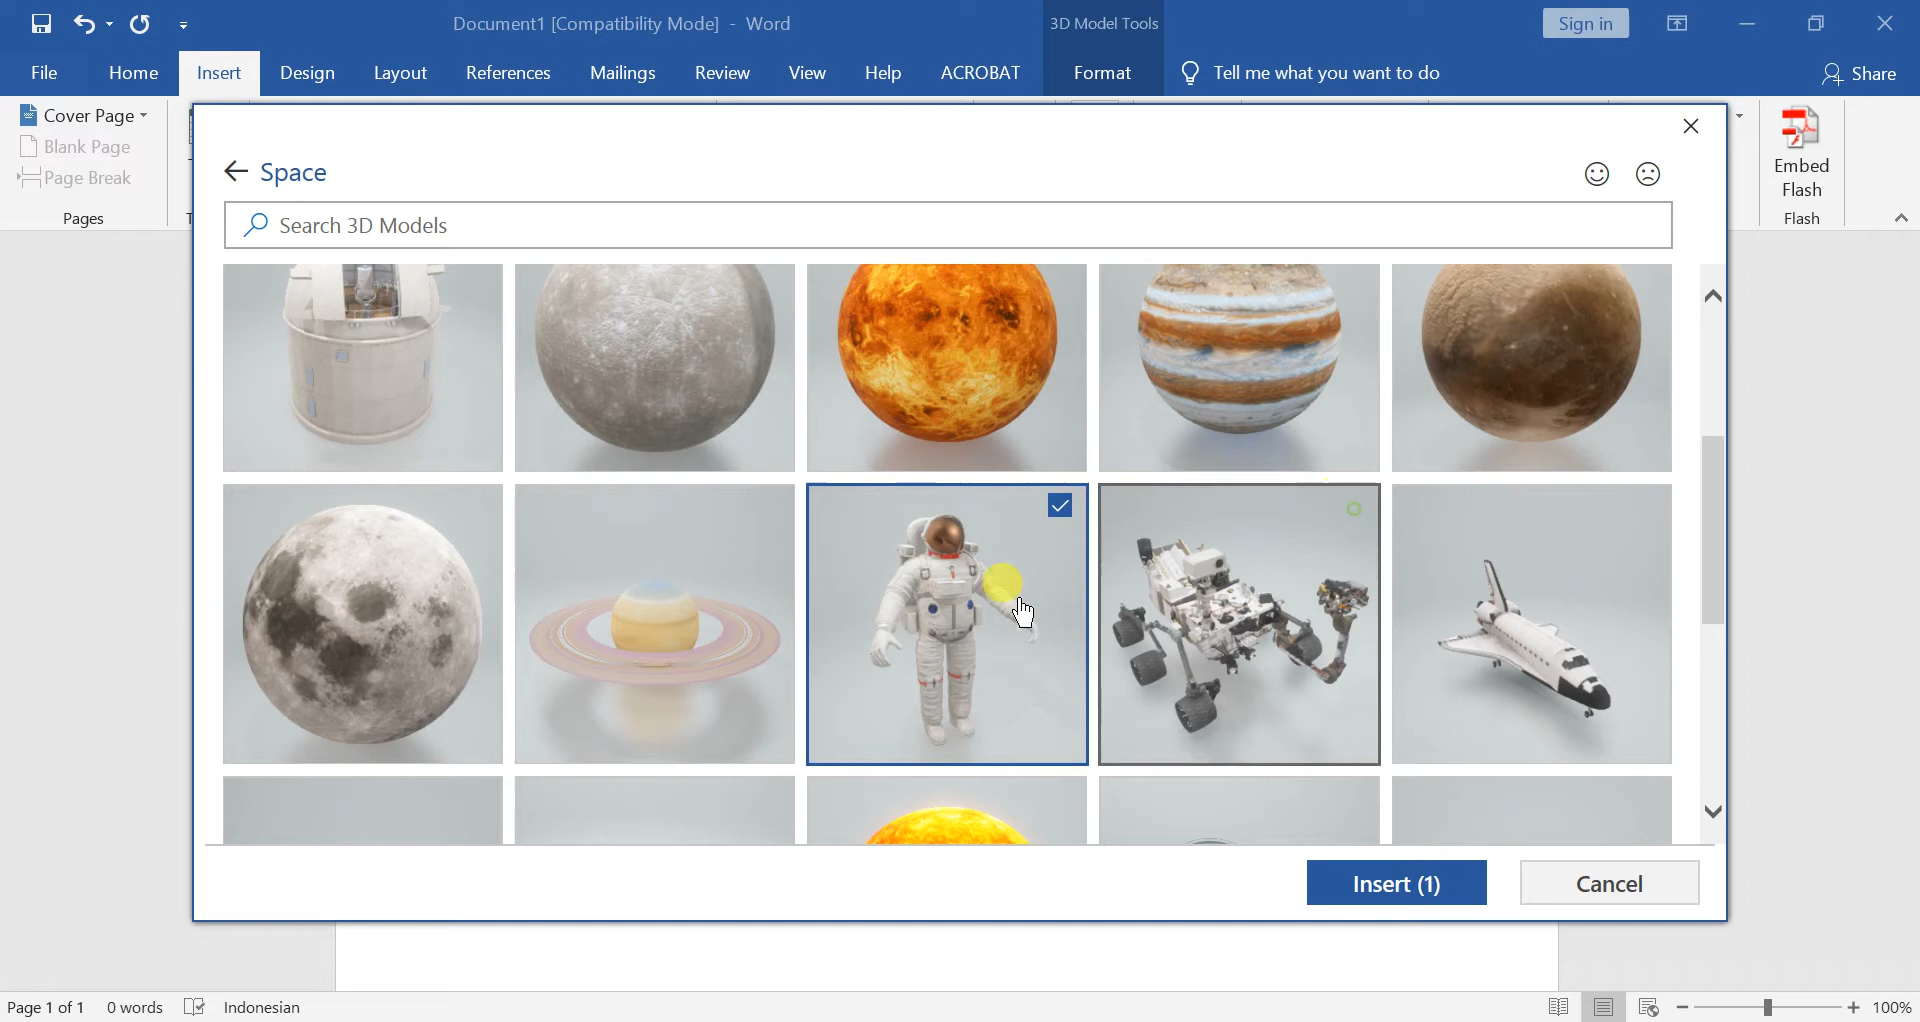 Document1 [Compatibility Mode] - Word
3D Model Tools
Sign in
File Home Insert Design Layout References Mailings Review View Help ACROBAT Format Tell me what you want to do Share
Cover Page
Blank Page
Page Break
Pages
Embed
Flash
Flash
Space
Search 3D Models
Insert (1)
Cancel
Page 1 of 1 0 words Indonesian 100%